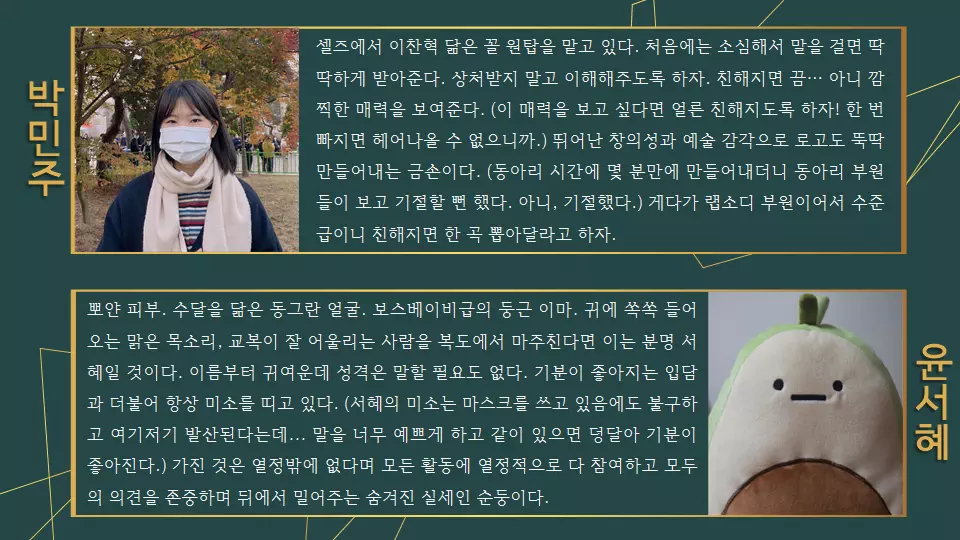 박민주
셀즈에서 이찬혁 닮은 꼴 원탑을 맡고 있다. 처음에는 소심해서 말을 걸면 딱
딱하게 받아준다. 상처받지 말고 이해해주도록 하자. 친해지면 끔… 아니 깜
찍한 매력을 보여준다. (이 매력을 보고 싶다면 얼른 친해지도록 하자! 한 번
빠지면 헤어나올 수 없으니까.) 뛰어난 창의성과 예술 감각으로 로고도 뚝딱
만들어내는 금손이다. (동아리 시간에 몇 분만에 만들어내더니 동아리 부원
들이 보고 기절할 뻔 했다. 아니, 기절했다.) 게다가 랩소디 부원이어서 수준
급이니 친해지면 한 곡 뽑아달라고 하자.
뽀얀 피부. 수달을 닮은 동그란 얼굴. 보스베이비급의 둥근 이마. 귀에 쏙쏙 들어
오는 맑은 목소리, 교복이 잘 어울리는 사람을 복도에서 마주친다면 이는 분명 서
혜일 것이다. 이름부터 귀여운데 성격은 말할 필요도 없다. 기분이 좋아지는 입담
과 더불어 항상 미소를 띠고 있다. (서혜의 미소는 마스크를 쓰고 있음에도 불구하
고 여기저기 발산된다는데… 말을 너무 예쁘게 하고 같이 있으면 덩달아 기분이
좋아진다.) 가진 것은 열정밖에 없다며 모든 활동에 열정적으로 다 참여하고 모두
의 의견을 존중하며 뒤에서 밀어주는 숨겨진 실세인 순둥이다.
윤서혜